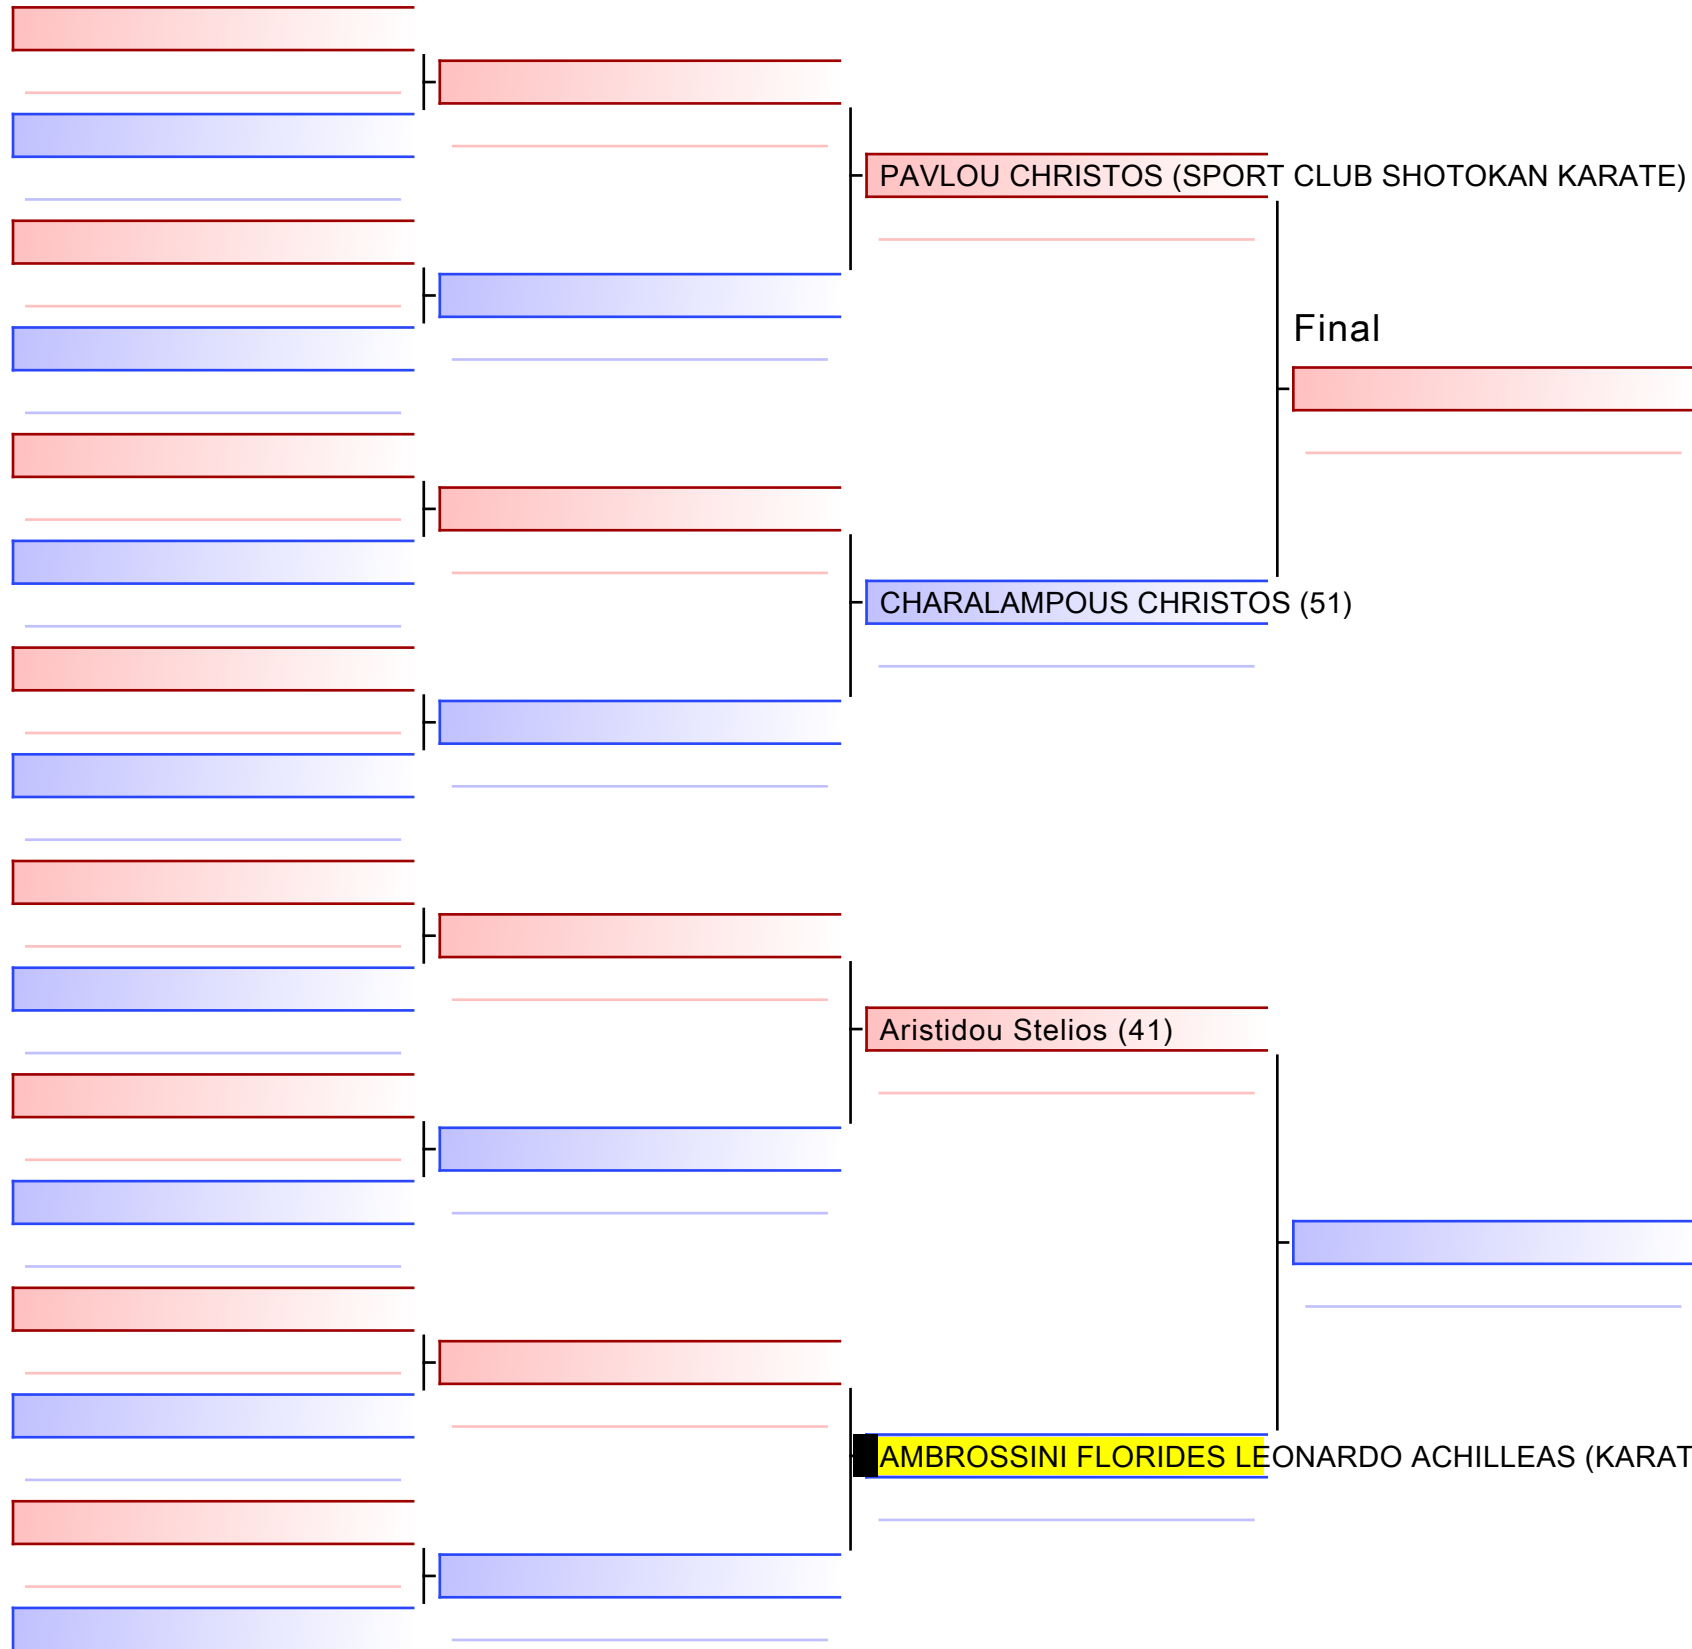 PAVLOU CHRISTOS (SPORT CLUB SHOTOKAN KARATE)
Final
CHARALAMPOUS CHRISTOS (51)
Aristidou Stelios (41)
AMBROSSINI FLORIDES LEONARDO ACHILLEAS (KARAT